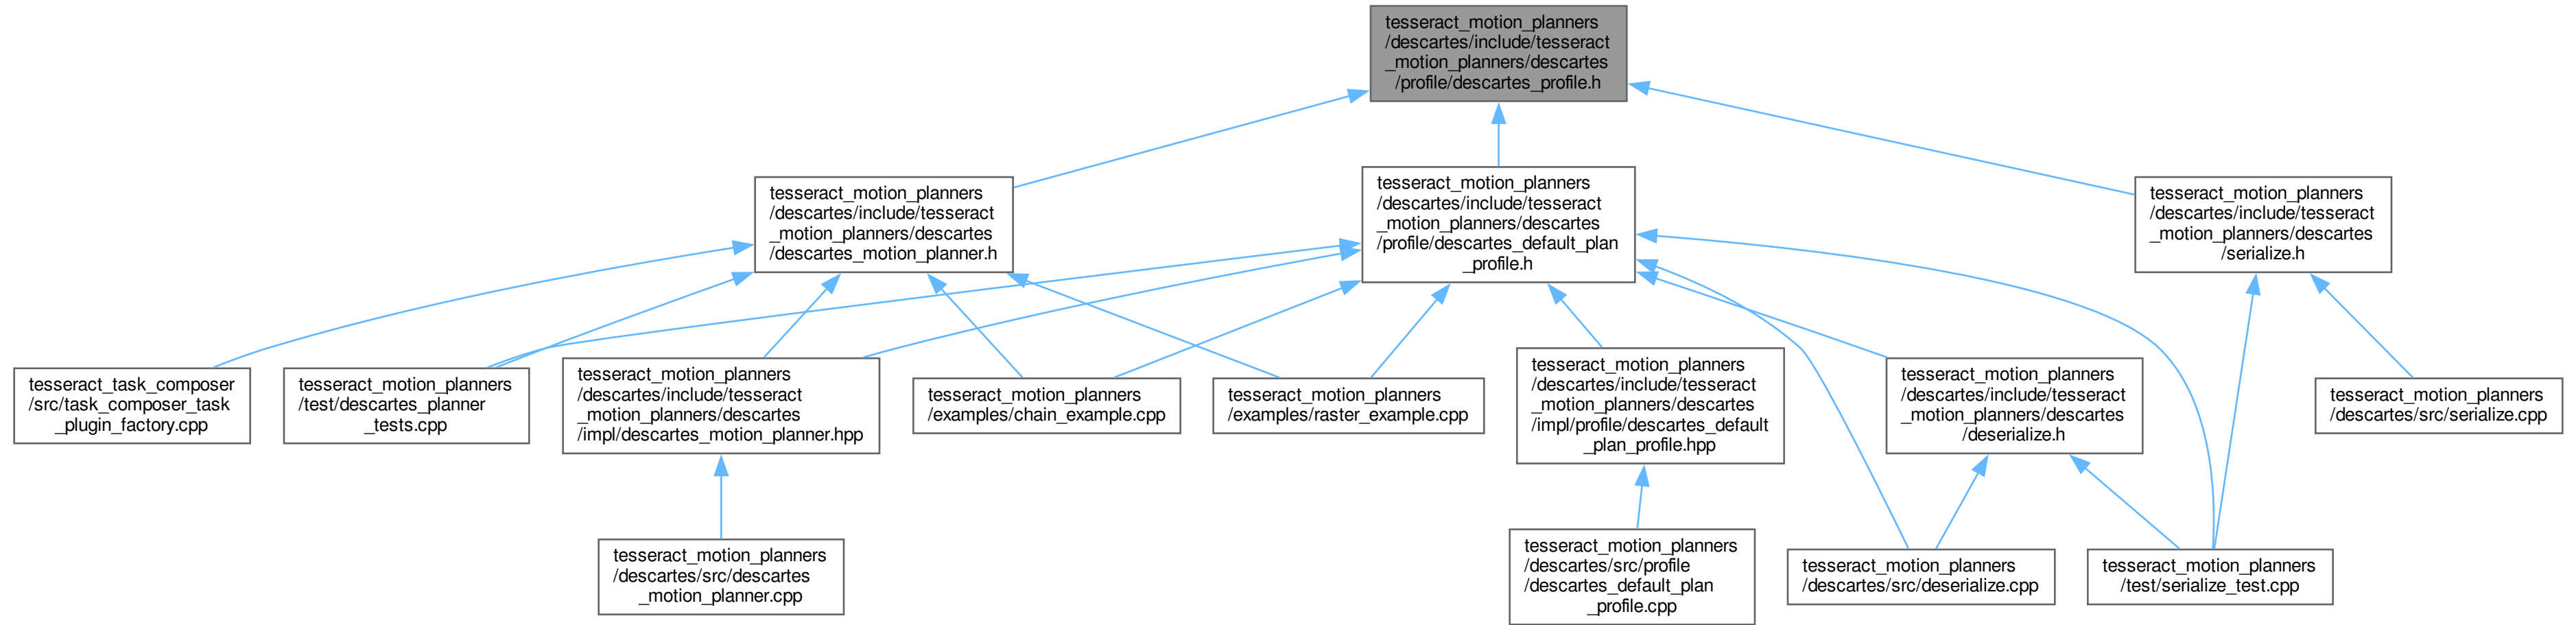 tesseract_motion_planners
/descartes/include/tesseract
_motion_planners/descartes
/profile/descartes_profile.h
tesseract_motion_planners
/descartes/include/tesseract
_motion_planners/descartes
/descartes_motion_planner.h
tesseract_motion_planners
/descartes/include/tesseract
_motion_planners/descartes
/profile/descartes_default_plan
_profile.h
tesseract_motion_planners
/descartes/include/tesseract
_motion_planners/descartes
/serialize.h
tesseract_task_composer
/src/task_composer_task
_plugin_factory.cpp
tesseract_motion_planners
/test/descartes_planner
_tests.cpp
tesseract_motion_planners
/descartes/include/tesseract
_motion_planners/descartes
/impl/descartes_motion_planner.hpp
tesseract_motion_planners
/examples/chain_example.cpp
tesseract_motion_planners
/examples/raster_example.cpp
tesseract_motion_planners
/descartes/include/tesseract
_motion_planners/descartes
/impl/profile/descartes_default
_plan_profile.hpp
tesseract_motion_planners
/descartes/include/tesseract
_motion_planners/descartes
/deserialize.h
tesseract_motion_planners
/descartes/src/serialize.cpp
tesseract_motion_planners
/descartes/src/descartes
_motion_planner.cpp
tesseract_motion_planners
/descartes/src/profile
/descartes_default_plan
_profile.cpp
tesseract_motion_planners
/descartes/src/deserialize.cpp
tesseract_motion_planners
/test/serialize_test.cpp